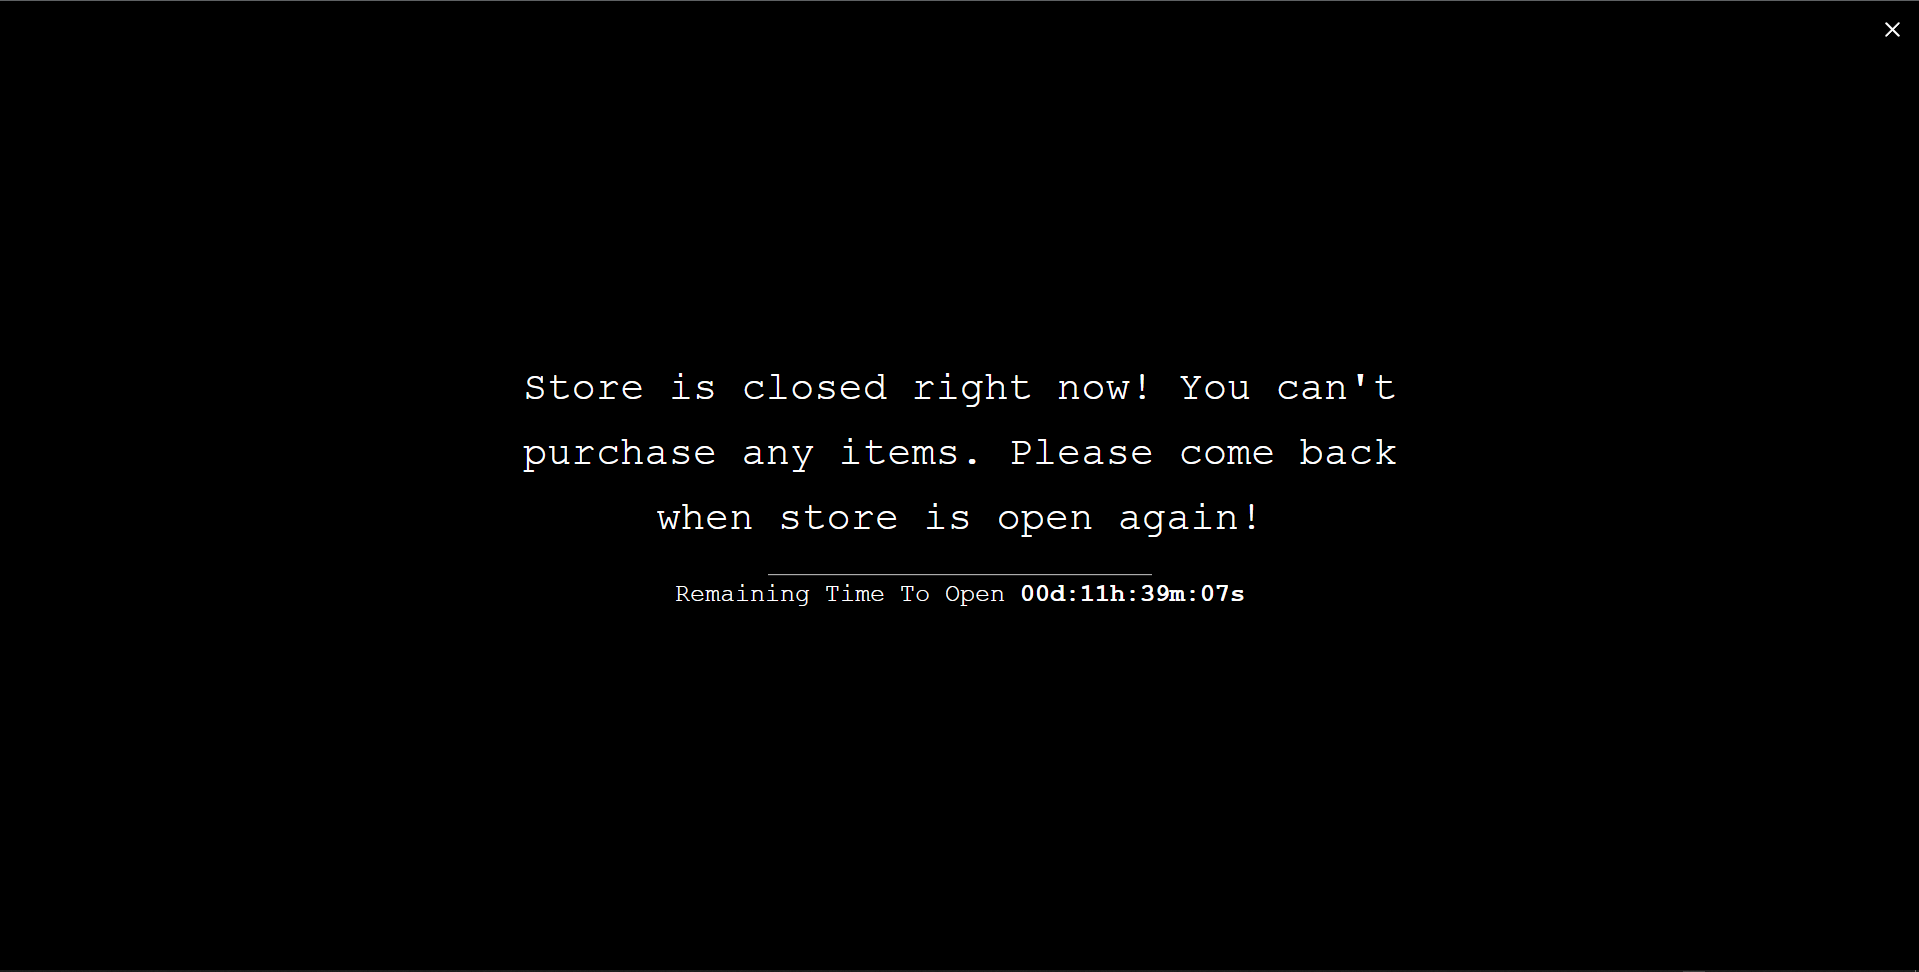 Store is closed right now! You can't
purchase any items. Please come back
when store is open again!
Remaining Time To Open 00d:11h:39m:07s